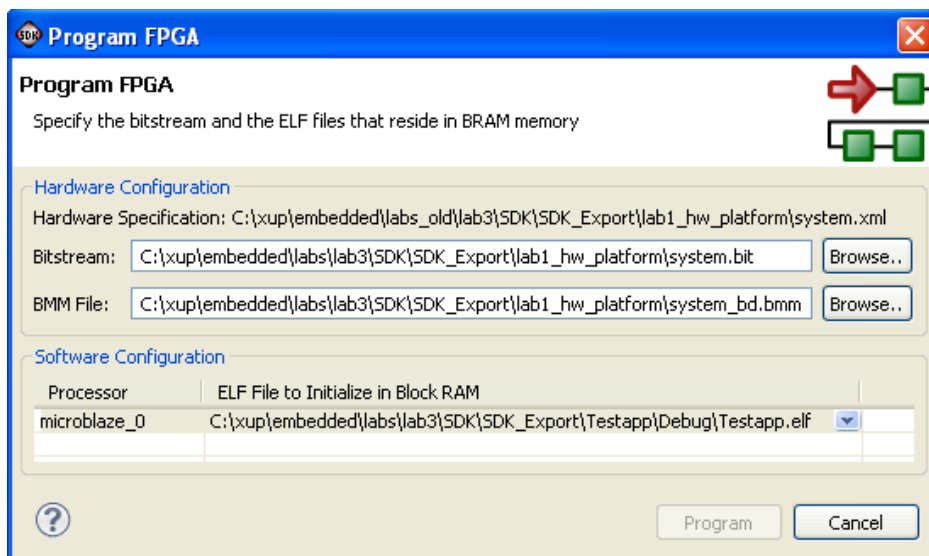 SDK Program FPGA
Program FPGA
Specify the bitstream and the ELF files that reside in BRAM memory
Hardware Configuration
Hardware Specification: C:\xup\embedded\labs_old\lab3\SDK\SDK_Export\lab1_hw_platform\system.xml
Bitstream: C:\xup\embedded\labs\lab3\SDK\SDK_Export\lab1_hw_platform\system.bit Browse..
BMM File: C:\xup\embedded\labs\lab3\SDK\SDK_Export\lab1_hw_platform\system_bd.bmm Browse..
Software Configuration
Processor ELF File to Initialize in Block RAM
microblaze_0 C:\xup\embedded\labs\lab3\SDK\SDK_Export\Testapp\Debug\Testapp.elf
? Program Cancel